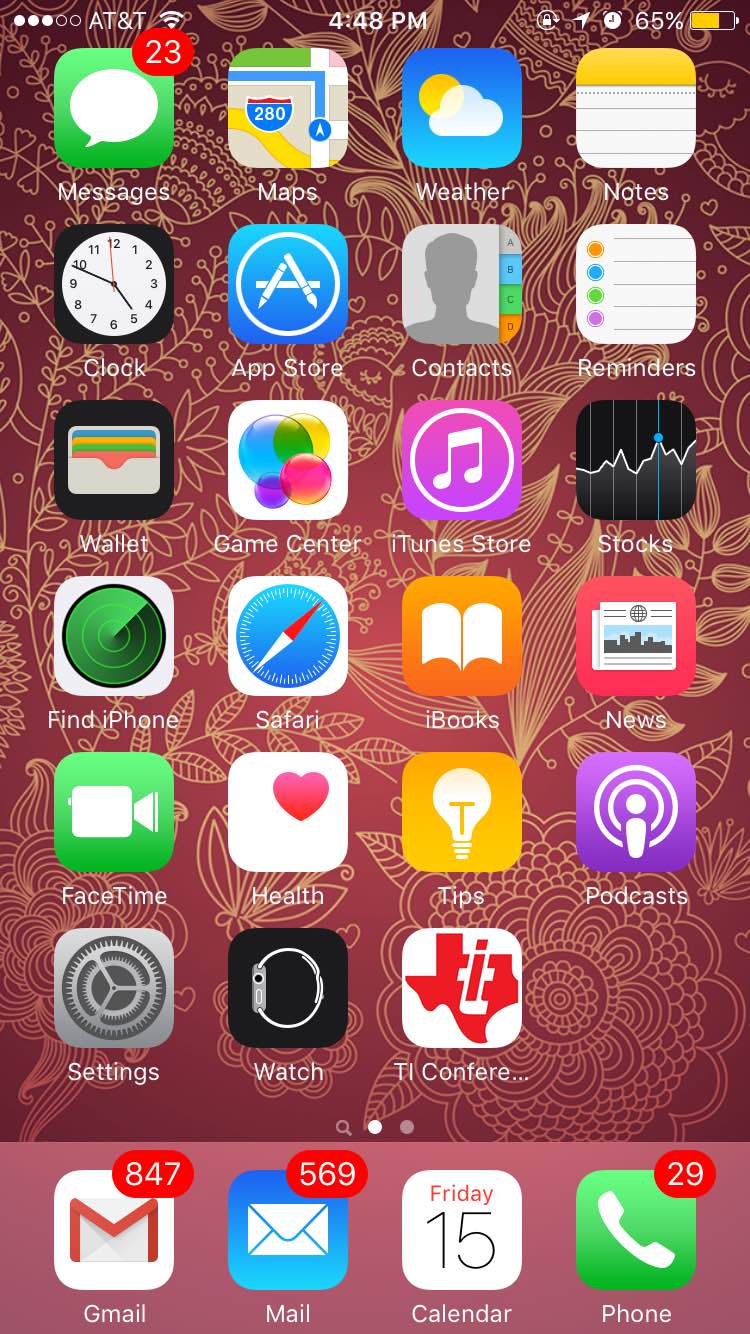 AT&T 4:48 PM 65%
23
280
Messages Maps Weather Notes
11 12 1
10 2
9 3
8 4
7 6 5
A
B
C
D
Clock App Store Contacts Reminders
Wallet Game Center iTunes Store Stocks
Find iPhone Safari iBooks News
FaceTime Health Tips Podcasts
ti
Settings Watch TI Confere...
847 569 29
Friday
15
Gmail Mail Calendar Phone